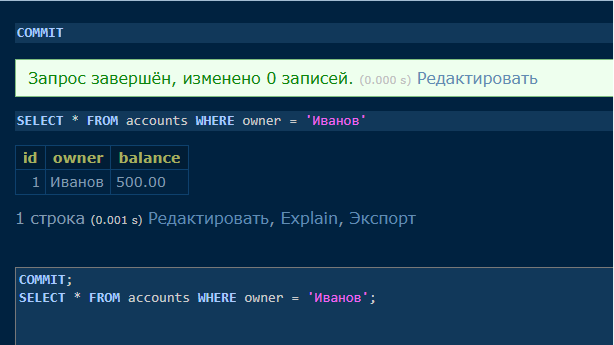 COMMIT
Запрос завершён, изменено 0 записей. (0.000 s) Редактировать
SELECT * FROM accounts WHERE owner = 'Иванов'
id owner balance
1 Иванов 500.00
1 строка (0.001 s) Редактировать, Explain, Экспорт
COMMIT;
SELECT * FROM accounts WHERE owner = 'Иванов';